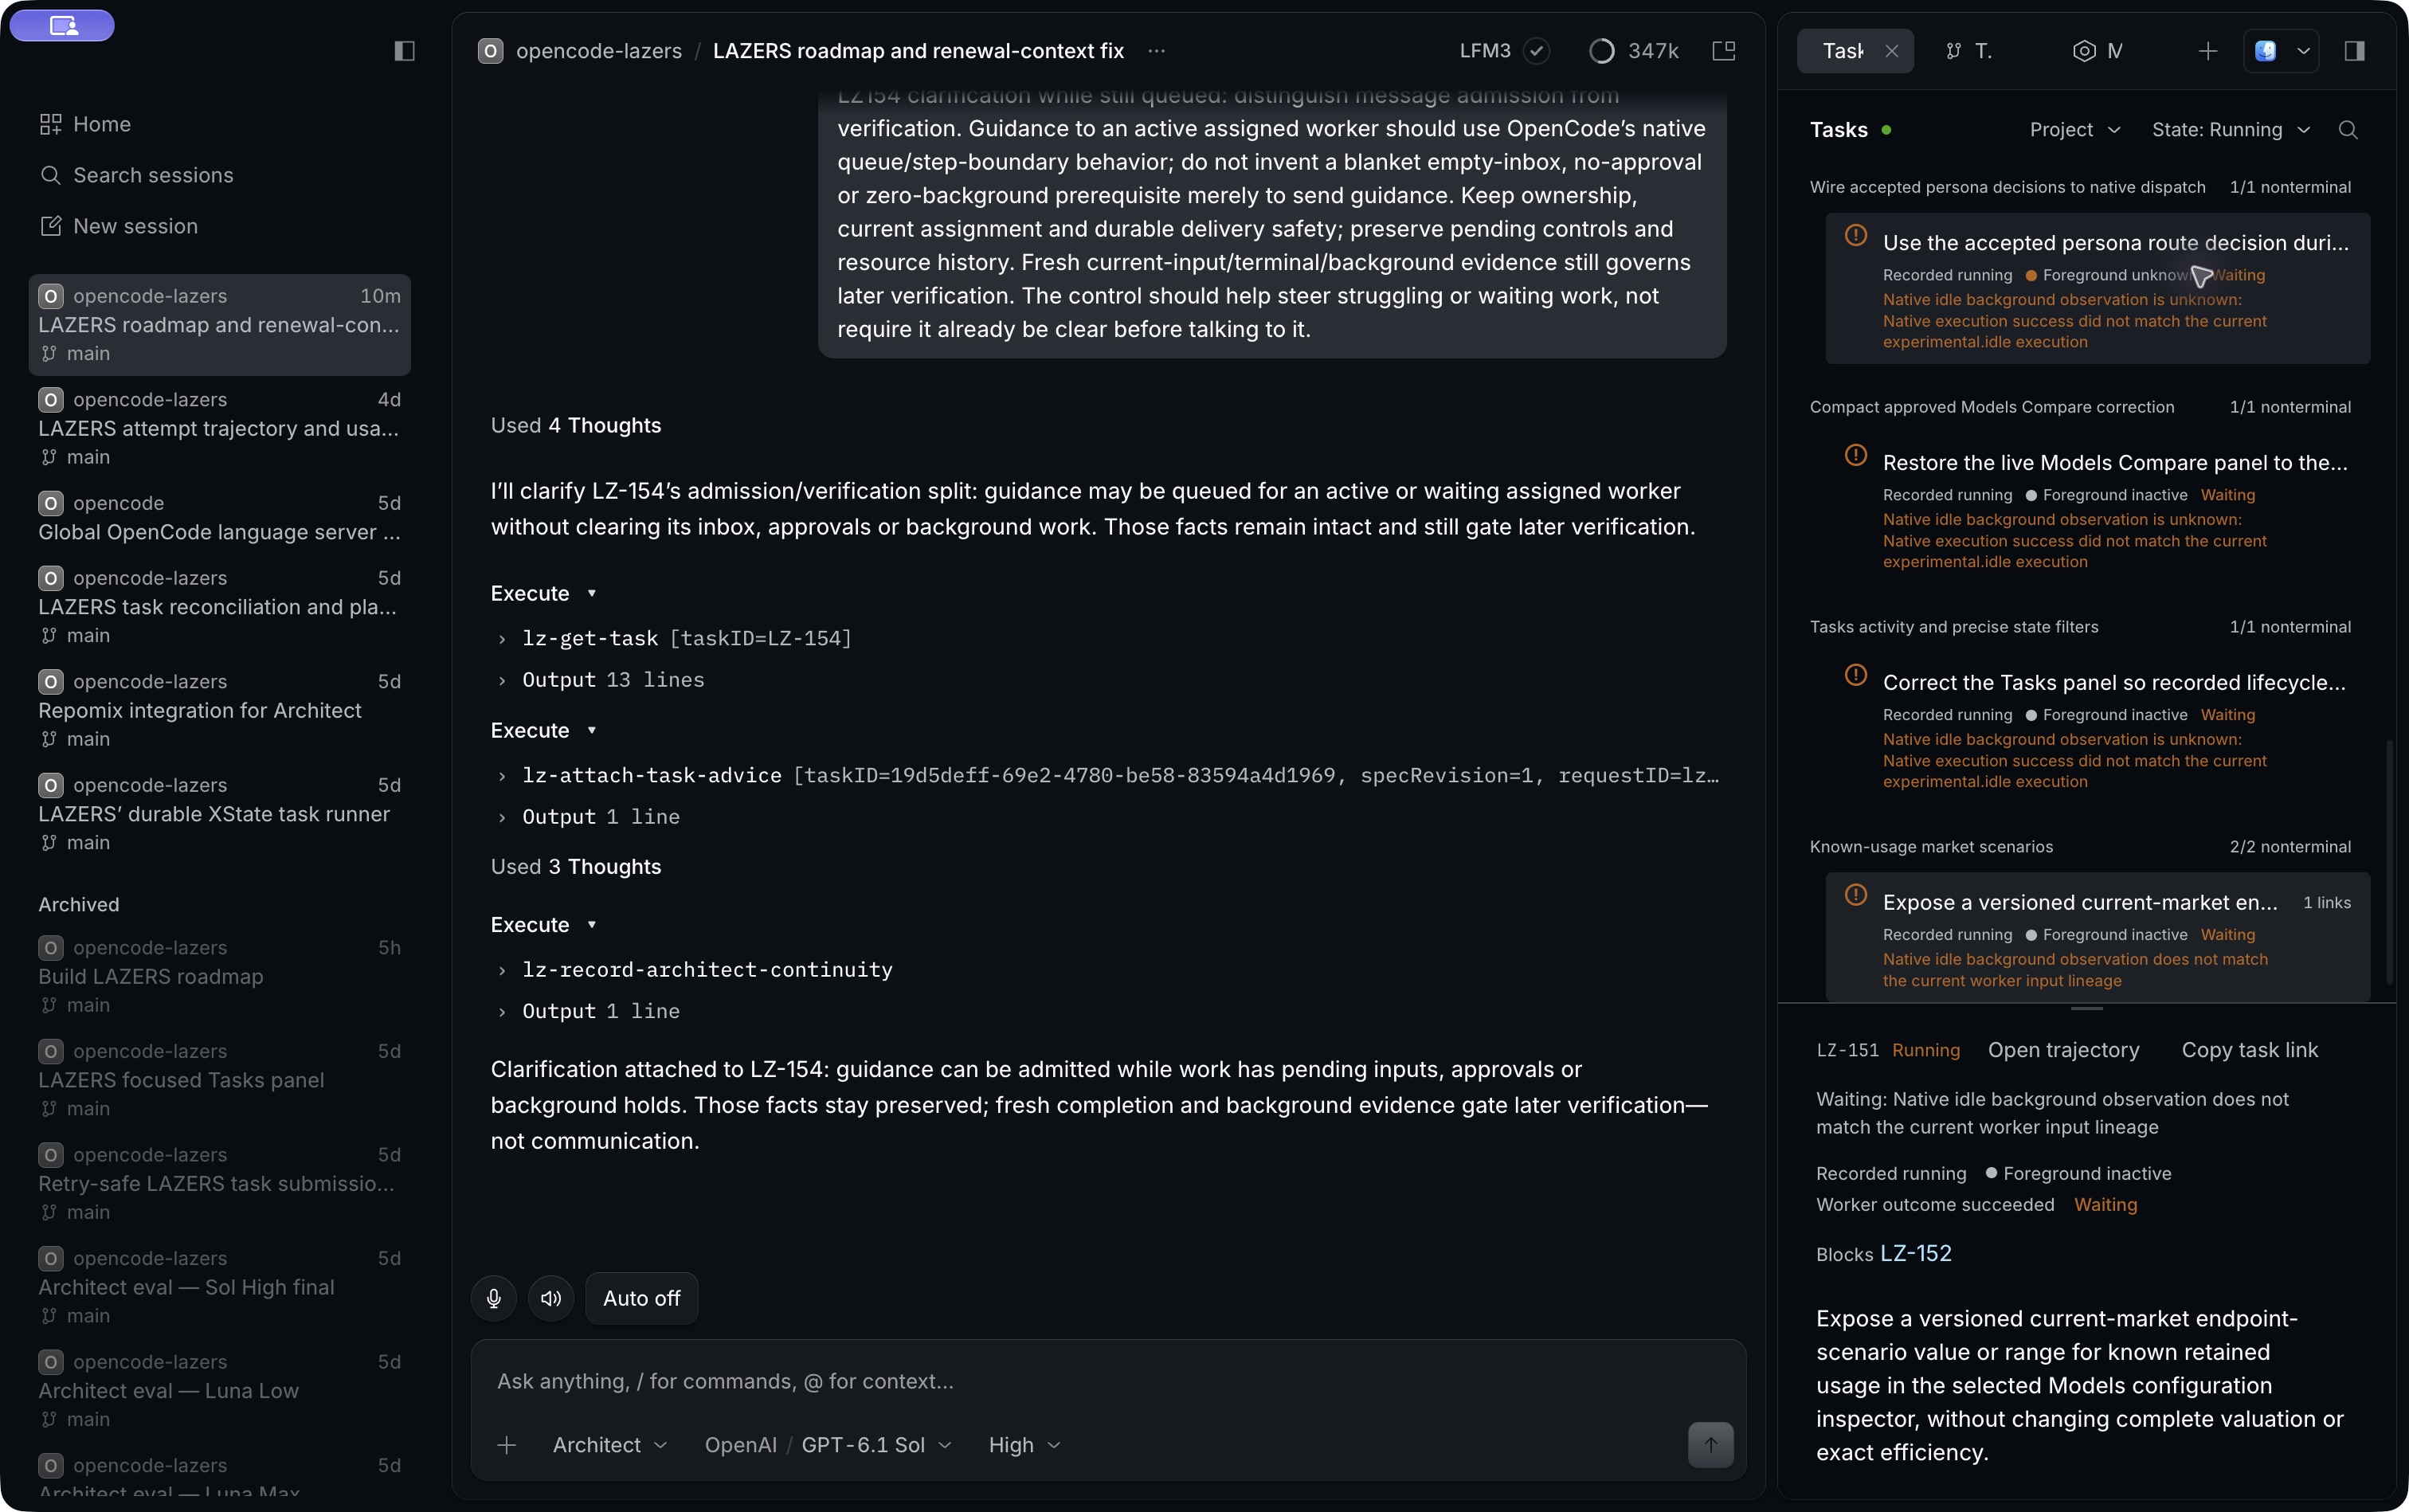 Home
Search sessions
New session
O opencode-lazers 10m
LAZERS roadmap and renewal-con...
main
O opencode-lazers 4d
LAZERS attempt trajectory and usa...
main
O opencode 5d
Global OpenCode language server ...
O opencode-lazers 5d
LAZERS task reconciliation and pla...
main
O opencode-lazers 5d
Repomix integration for Architect
main
O opencode-lazers 5d
LAZERS’ durable XState task runner
main
Archived
O opencode-lazers 5h
Build LAZERS roadmap
main
O opencode-lazers 5d
LAZERS focused Tasks panel
main
O opencode-lazers 5d
Retry-safe LAZERS task submissio...
main
O opencode-lazers 5d
Architect eval — Sol High final
main
O opencode-lazers 5d
Architect eval — Luna Low
main
O opencode-lazers 5d
Architect eval — Luna Max
O opencode-lazers / LAZERS roadmap and renewal-context fix ...
LFM3 347k
LZ154 clarification while still queued: distinguish message admission from
verification. Guidance to an active assigned worker should use OpenCode’s native
queue/step-boundary behavior; do not invent a blanket empty-inbox, no-approval
or zero-background prerequisite merely to send guidance. Keep ownership,
current assignment and durable delivery safety; preserve pending controls and
resource history. Fresh current-input/terminal/background evidence still governs
later verification. The control should help steer struggling or waiting work, not
require it already be clear before talking to it.
Used 4 Thoughts
I’ll clarify LZ-154’s admission/verification split: guidance may be queued for an active or waiting assigned worker
without clearing its inbox, approvals or background work. Those facts remain intact and still gate later verification.
Execute
lz-get-task [taskID=LZ-154]
Output 13 lines
Execute
lz-attach-task-advice [taskID=19d5deff-69e2-4780-be58-83594a4d1969, specRevision=1, requestID=lz…
Output 1 line
Used 3 Thoughts
Execute
lz-record-architect-continuity
Output 1 line
Clarification attached to LZ-154: guidance can be admitted while work has pending inputs, approvals or
background holds. Those facts stay preserved; fresh completion and background evidence gate later verification—
not communication.
Auto off
Ask anything, / for commands, @ for context...
Architect OpenAI / GPT-6.1 Sol High
Task T. M
Tasks Project State: Running
Wire accepted persona decisions to native dispatch 1/1 nonterminal
Use the accepted persona route decision duri...
Recorded running Foreground unknown Waiting
Native idle background observation is unknown:
Native execution success did not match the current
experimental.idle execution
Compact approved Models Compare correction 1/1 nonterminal
Restore the live Models Compare panel to the...
Recorded running Foreground inactive Waiting
Native idle background observation is unknown:
Native execution success did not match the current
experimental.idle execution
Tasks activity and precise state filters 1/1 nonterminal
Correct the Tasks panel so recorded lifecycle...
Recorded running Foreground inactive Waiting
Native idle background observation is unknown:
Native execution success did not match the current
experimental.idle execution
Known-usage market scenarios 2/2 nonterminal
Expose a versioned current-market en... 1 links
Recorded running Foreground inactive Waiting
Native idle background observation does not match
the current worker input lineage
LZ-151 Running Open trajectory Copy task link
Waiting: Native idle background observation does not
match the current worker input lineage
Recorded running Foreground inactive
Worker outcome succeeded Waiting
Blocks LZ-152
Expose a versioned current-market endpoint-
scenario value or range for known retained
usage in the selected Models configuration
inspector, without changing complete valuation or
exact efficiency.